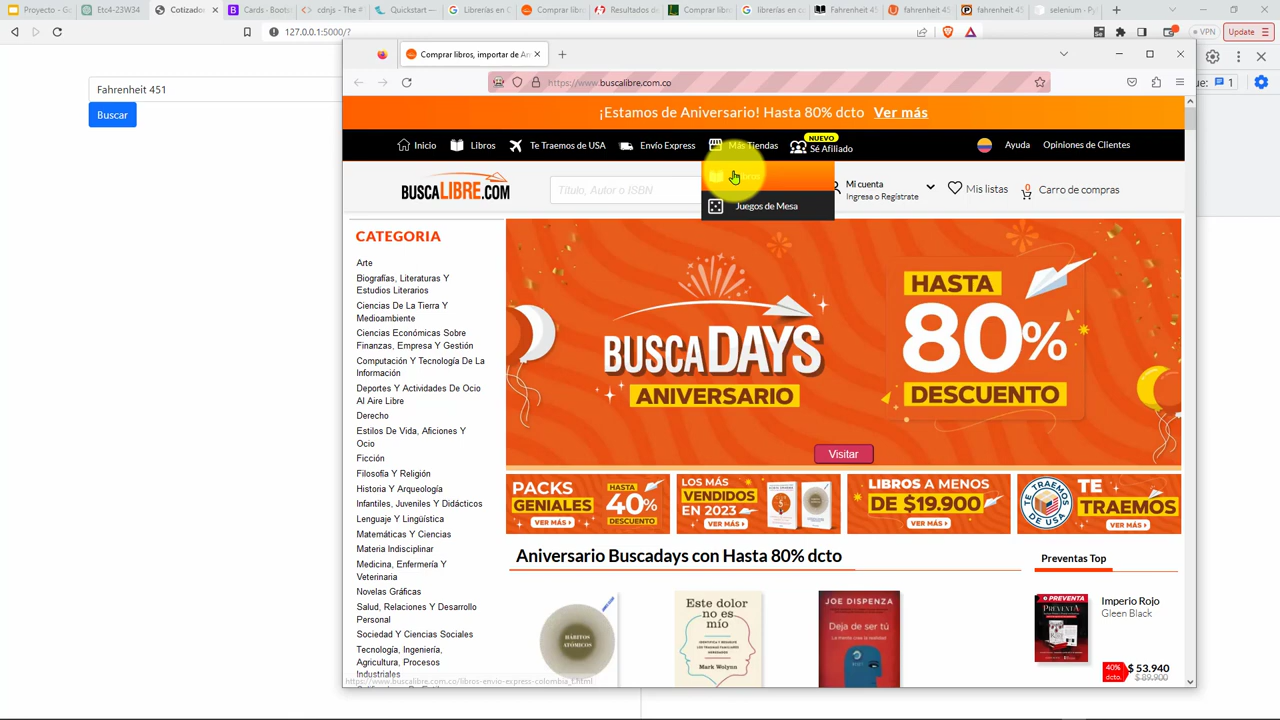 Proyecto - Go
Etc4-23W34
Cotizado
Cards · Boots
cdnjs - The #
Quickstart —
Librerías en C
Comprar libr
Resultados de
Comprar libr
librerías en c
Fahrenheit 45
fahrenheit 45
fahrenheit 45
selenium · Py
127.0.0.1:5000/?
VPN
Update
Fahrenheit 451
Buscar
Comprar libros, importar de Am
https://www.buscalibre.com.co
¡Estamos de Aniversario! Hasta 80% dcto Ver más
Inicio
Libros
Te Traemos de USA
Envío Express
Más Tiendas
NUEVO
Sé Afiliado
Ayuda
Opiniones de Clientes
BUSCALIBRE.COM
Título, Autor o ISBN
Juegos de Mesa
Mi cuenta
Ingresa o Regístrate
Mis listas
0
Carro de compras
CATEGORIA
Arte
Biografías, Literaturas Y
Estudios Literarios
Ciencias De La Tierra Y
Medioambiente
Ciencias Económicas Sobre
Finanzas, Empresa Y Gestión
Computación Y Tecnología De La
Información
Deportes Y Actividades De Ocio
Al Aire Libre
Derecho
Estilos De Vida, Aficiones Y
Ocio
Ficción
Filosofía Y Religión
Historia Y Arqueología
Infantiles, Juveniles Y Didácticos
Lenguaje Y Lingüística
Matemáticas Y Ciencias
Materia Indisciplinar
Medicina, Enfermería Y
Veterinaria
Novelas Gráficas
Salud, Relaciones Y Desarrollo
Personal
Sociedad Y Ciencias Sociales
Tecnología, Ingeniería,
Agricultura, Procesos
Industriales
https://www.buscalibre.com.co/libros-envio-express-colombia_t.html
BUSCADAYS
ANIVERSARIO
HASTA
80%
DESCUENTO
Visitar
PACKS
GENIALES
VER MÁS
HASTA
40%
DESCUENTO
LOS MÁS
VENDIDOS
EN 2023
VER MÁS
LIBROS A MENOS
DE $19.900
VER MÁS
TE
TRAEMOS
VER MÁS
Aniversario Buscadays con Hasta 80% dcto
Preventas Top
HÁBITOS
ATÓMICOS
Este dolor
no es
mío
Mark Wolynn
JOE DISPENZA
Deja de ser tú
PREVENTA
PREVENTA
Imperio Rojo
Gleen Black
40%
dcto.
$ 53.940
$ 89.900
ue:
1